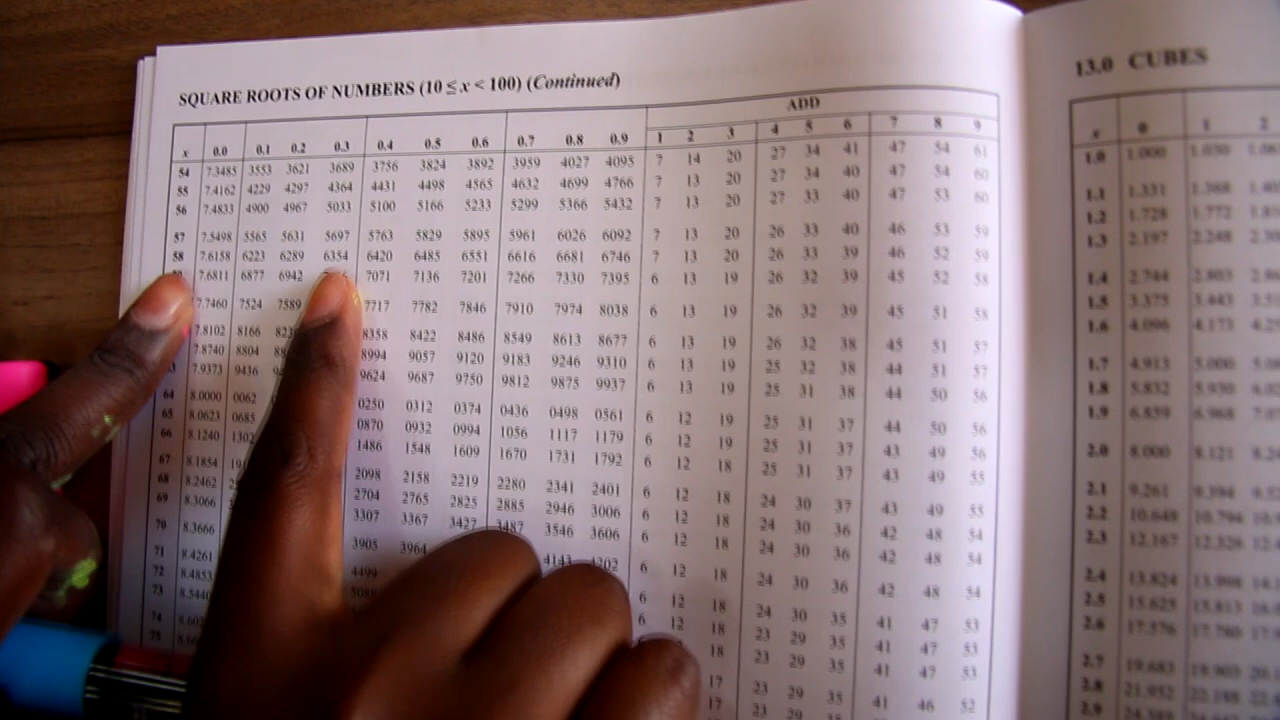 SQUARE ROOTS OF NUMBERS (10 ≤ x < 100) (Continued)
ADD
x 0.0 0.1 0.2 0.3 0.4 0.5 0.6 0.7 0.8 0.9 1 2 3 4 5 6 7 8 9
54 7.3485 3553 3621 3689 3756 3824 3892 3959 4027 4095 7 14 20 27 34 41 47 54 61
55 7.4162 4229 4297 4364 4431 4498 4565 4632 4699 4766 7 13 20 27 34 40 47 54 60
56 7.4833 4900 4967 5033 5100 5166 5233 5299 5366 5432 7 13 20 27 33 40 47 53 60
57 7.5498 5565 5631 5697 5763 5829 5895 5961 6026 6092 7 13 20 26 33 40 46 53 59
58 7.6158 6223 6289 6354 6420 6485 6551 6616 6681 6746 7 13 20 26 33 39 46 52 59
7.6811 6877 6942 7071 7136 7201 7266 7330 7395 6 13 19 26 32 39 45 52 58
7.7460 7524 7589 7717 7782 7846 7910 7974 8038 6 13 19 26 32 39 45 51 58
7.8102 8166 8358 8422 8486 8549 8613 8677 6 13 19 26 32 38 45 51 57
7.8740 8804 8994 9057 9120 9183 9246 9310 6 13 19 25 32 38 44 51 57
7.9373 9436 9624 9687 9750 9812 9875 9937 6 13 19 25 31 38 44 50 56
64 8.0000 0062 0250 0312 0374 0436 0498 0561 6 12 19 25 31 37 44 50 56
65 8.0623 0685 0870 0932 0994 1056 1117 1179 6 12 19 25 31 37 43 49 56
66 8.1240 1302 1486 1548 1609 1670 1731 1792 6 12 18 25 31 37 43 49 55
67 8.1854 2098 2158 2219 2280 2341 2401 6 12 18 24 30 37 43 49 55
68 8.2462 2704 2765 2825 2885 2946 3006 6 12 18 24 30 36 42 48 54
69 8.3066 3307 3367 3427 3487 3546 3606 6 12 18 24 30 36 42 48 54
70 8.3666 3905 3964 4143 4202 6 12 18 24 30 36 42 48 54
71 8.4261 4499 6 12 18 24 30 35 41 47 53
72 8.4853 6 12 18 23 29 35 41 47 53
73 8.5440 18 23 29 35 41 47 53
74 17 23 29 35 41 46 52
75 17 23 29 35
13.0 CUBES
x 0 1 2
1.0 1.000 1.030
1.1 1.331 1.368
1.2 1.728 1.772
1.3 2.197 2.248
1.4 2.744 2.803
1.5 3.375 3.443
1.6 4.096 4.173
1.7 4.913 5.000
1.8 5.832 5.930
1.9 6.859 6.968
2.0 8.000 8.121
2.1 9.261 9.394
2.2 10.648 10.794
2.3 12.167 12.326
2.4 13.824 13.998
2.5 15.625 15.813
2.6 17.576 17.780
2.7 19.683 19.903
2.8 21.952 22.188
2.9